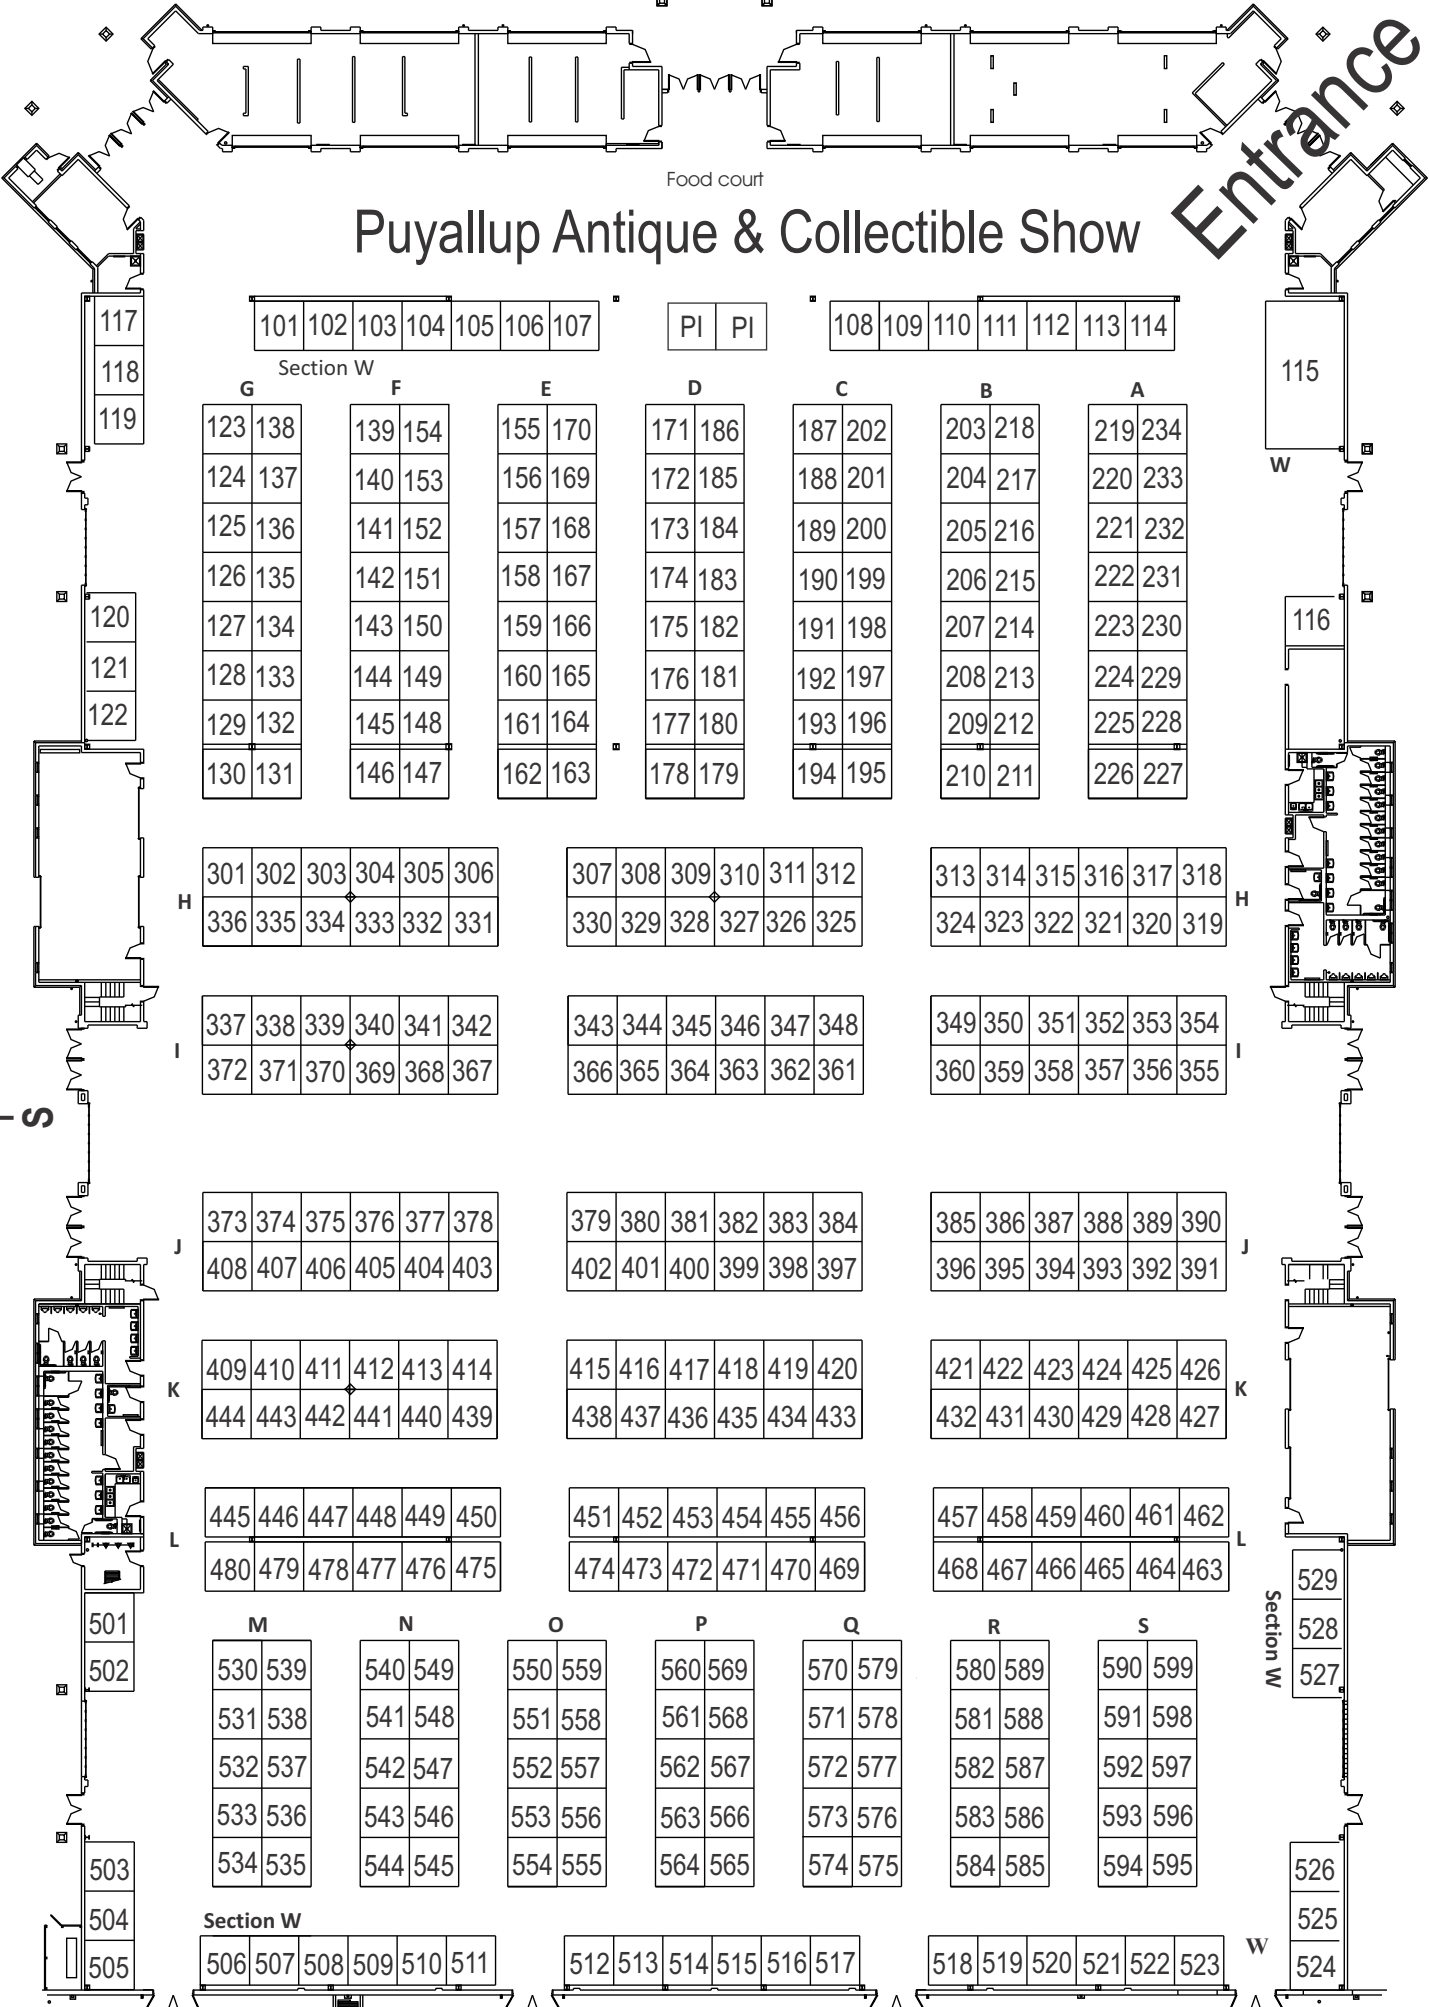 Entrance
Food court
Puyallup Antique & Collectible Show
101 102 103 104 105 106 107
PI PI
108 109 110 111 112 113 114
117
118
119
115
W
Section W
G F E D C B A
123 138 139 154 155 170 171 186 187 202 203 218 219 234
124 137 140 153 156 169 172 185 188 201 204 217 220 233
125 136 141 152 157 168 173 184 189 200 205 216 221 232
126 135 142 151 158 167 174 183 190 199 206 215 222 231
127 134 143 150 159 166 175 182 191 198 207 214 223 230
128 133 144 149 160 165 176 181 192 197 208 213 224 229
129 132 145 148 161 164 177 180 193 196 209 212 225 228
130 131 146 147 162 163 178 179 194 195 210 211 226 227
120
121
122
116
301 302 303 304 305 306 307 308 309 310 311 312 313 314 315 316 317 318
H H
336 335 334 333 332 331 330 329 328 327 326 325 324 323 322 321 320 319
337 338 339 340 341 342 343 344 345 346 347 348 349 350 351 352 353 354
I I
372 371 370 369 368 367 366 365 364 363 362 361 360 359 358 357 356 355
S
373 374 375 376 377 378 379 380 381 382 383 384 385 386 387 388 389 390
J J
408 407 406 405 404 403 402 401 400 399 398 397 396 395 394 393 392 391
409 410 411 412 413 414 415 416 417 418 419 420 421 422 423 424 425 426
K K
444 443 442 441 440 439 438 437 436 435 434 433 432 431 430 429 428 427
445 446 447 448 449 450 451 452 453 454 455 456 457 458 459 460 461 462
L L
480 479 478 477 476 475 474 473 472 471 470 469 468 467 466 465 464 463
501
502
529
528
527
Section W
M N O P Q R S
530 539 540 549 550 559 560 569 570 579 580 589 590 599
531 538 541 548 551 558 561 568 571 578 581 588 591 598
532 537 542 547 552 557 562 567 572 577 582 587 592 597
533 536 543 546 553 556 563 566 573 576 583 586 593 596
534 535 544 545 554 555 564 565 574 575 584 585 594 595
503
504
505
526
525
524
Section W
W
506 507 508 509 510 511 512 513 514 515 516 517 518 519 520 521 522 523